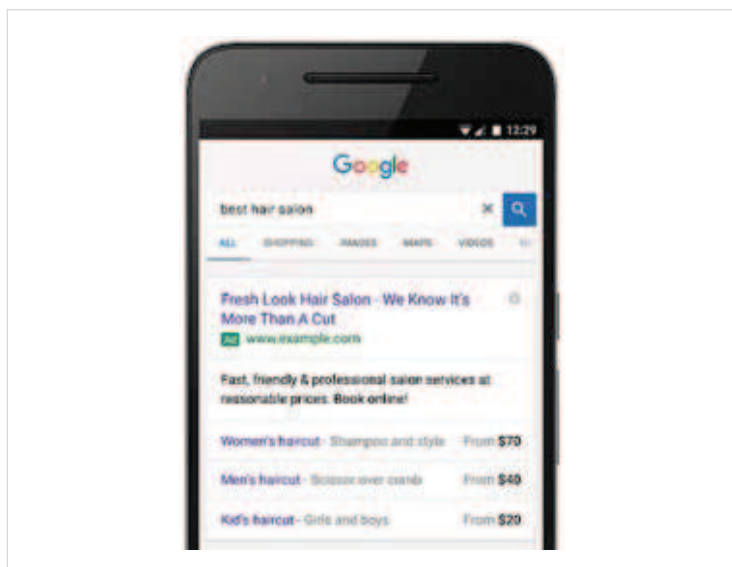 12:29
Google
best hair salon
ALL SHOPPING IMAGES MAPS VIDEOS
Fresh Look Hair Salon - We Know It's
More Than A Cut
Ad www.example.com
Fast, friendly & professional salon services at
reasonable prices. Book online!
Women's haircut - Shampoo and style From $70
Men's haircut - Scissor over comb From $40
Kid's haircut - Girls and boys From $20